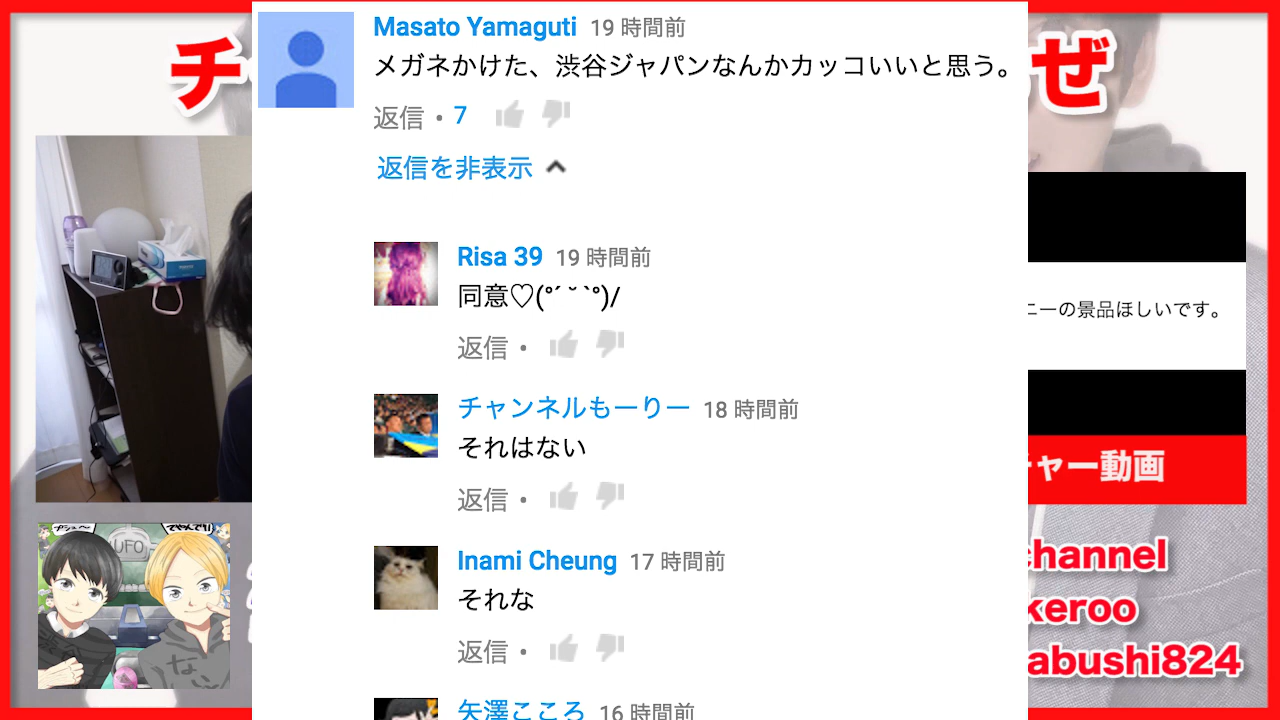 チ
ぜ
Masato Yamaguti 19 時間前
メガネかけた、渋谷ジャパンなんかカッコいいと思う。
返信 • 7
返信を非表示
Risa 39 19 時間前
同意♡(°´ ˘ `°)/
返信 •
チャンネルもーりー 18 時間前
それはない
返信 •
Inami Cheung 17 時間前
それな
返信 •
矢澤こころ 16 時間前
ニーの景品ほしいです。
チャー動画
channel
keroo
abushi824
UFO